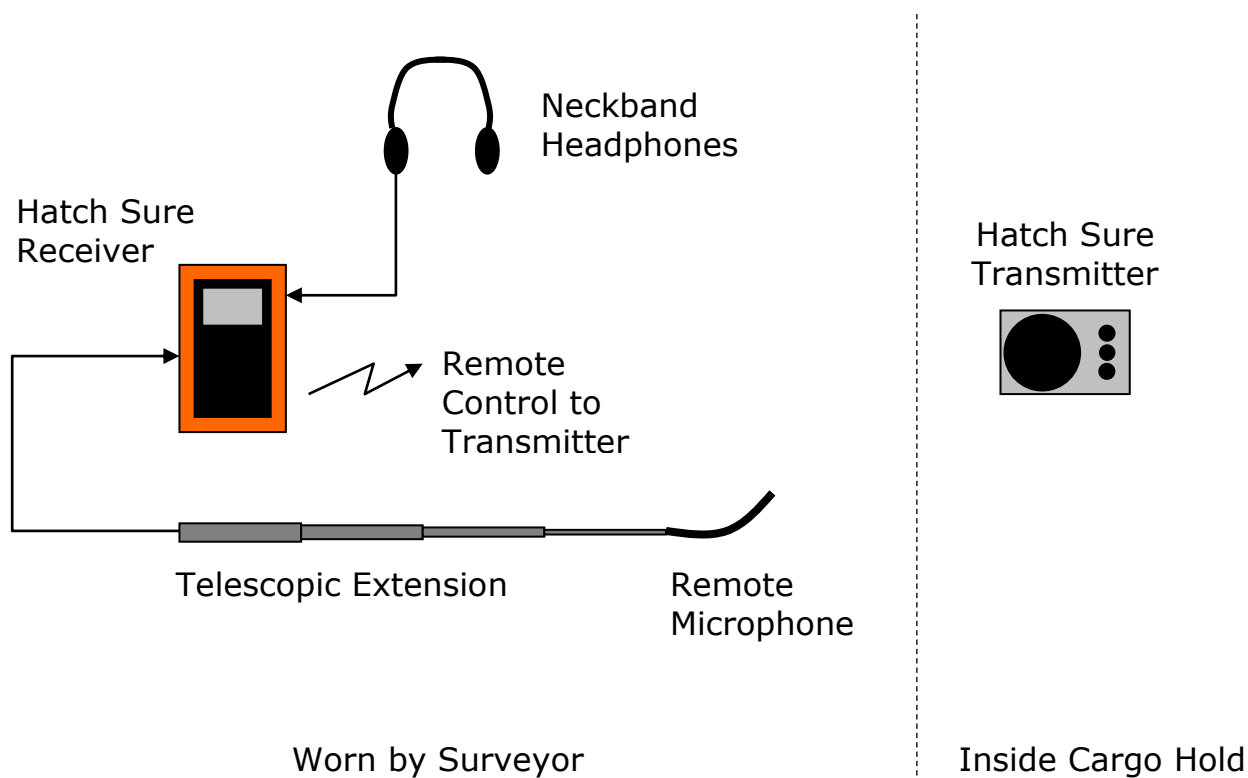 Neckband
Headphones
Hatch Sure
Receiver
Hatch Sure
Transmitter
Remote
Control to
Transmitter
Telescopic Extension
Remote
Microphone
Worn by Surveyor
Inside Cargo Hold